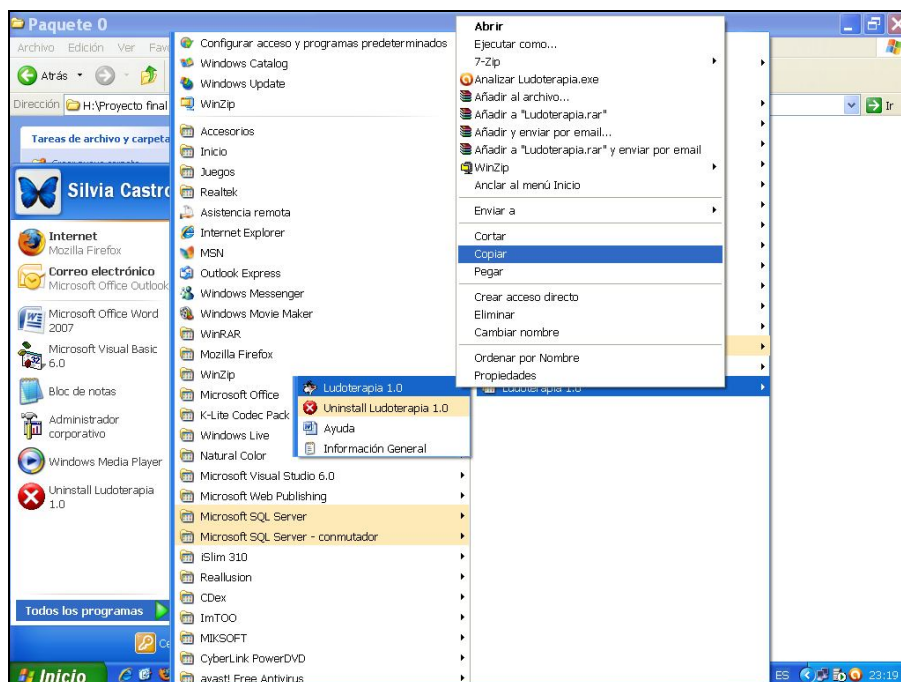 Paquete 0
Archivo Edición Ver Fav
Atrás
Dirección H:\Proyecto final
Ir
Tareas de archivo y carpeta
Silvia Castro
Internet
Mozilla Firefox
Correo electrónico
Microsoft Office Outlook
Microsoft Office Word
2007
Microsoft Visual Basic
6.0
Bloc de notas
Administrador
corporativo
Windows Media Player
Uninstall Ludoterapia
1.0
Todos los programas
Ce
Inicio
Configurar acceso y programas predeterminados
Windows Catalog
Windows Update
WinZip
Accesorios
Inicio
Juegos
Realtek
Asistencia remota
Internet Explorer
MSN
Outlook Express
Windows Messenger
Windows Movie Maker
WinRAR
Mozilla Firefox
WinZip
Microsoft Office
K-Lite Codec Pack
Windows Live
Natural Color
Microsoft Visual Studio 6.0
Microsoft Web Publishing
Microsoft SQL Server
Microsoft SQL Server - conmutador
iSlim 310
Reallusion
CDex
ImTOO
MIKSOFT
CyberLink PowerDVD
avast! Free Antivirus
Ludoterapia 1.0
Uninstall Ludoterapia 1.0
Ayuda
Información General
Abrir
Ejecutar como...
7-Zip
Analizar Ludoterapia.exe
Añadir al archivo...
Añadir a "Ludoterapia.rar"
Añadir y enviar por email...
Añadir a "Ludoterapia.rar" y enviar por email
WinZip
Anclar al menú Inicio
Enviar a
Cortar
Copiar
Pegar
Crear acceso directo
Eliminar
Cambiar nombre
Ordenar por Nombre
Propiedades
Ludoterapia 1.0
ES 23:19